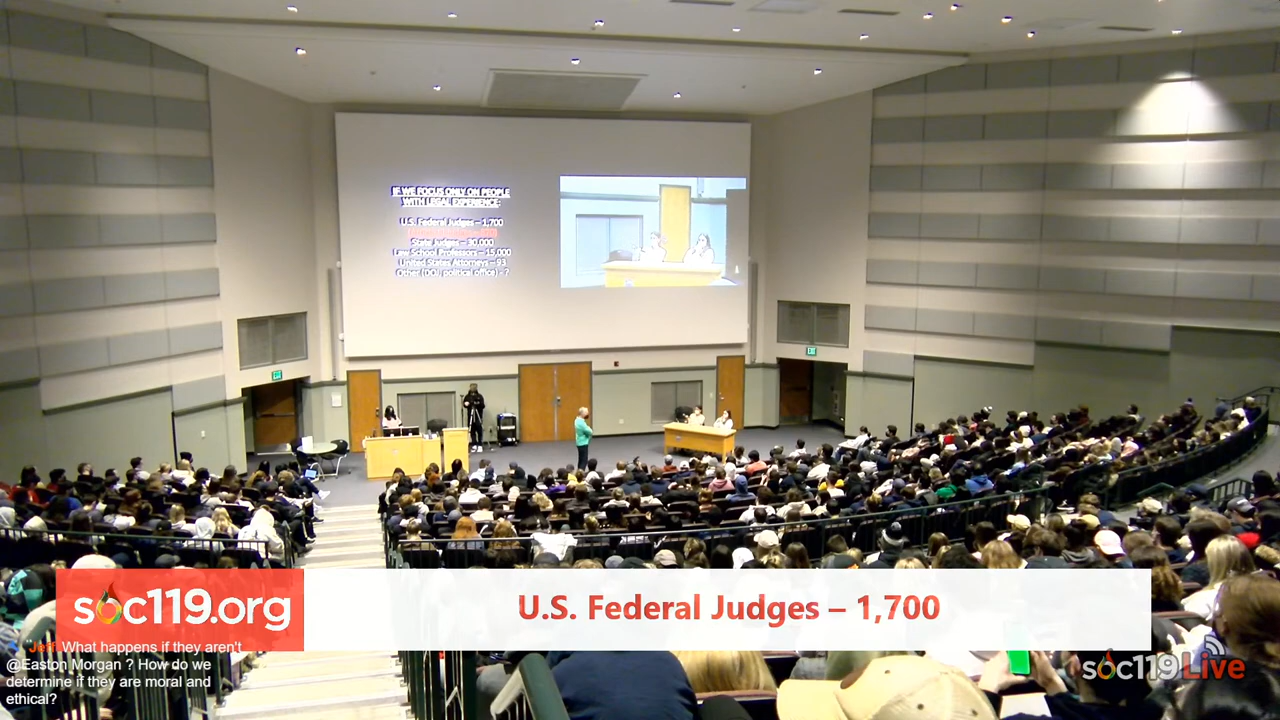 IF WE FOCUS ONLY ON PEOPLE
WITH LEGAL EXPERIENCE:
U.S. Federal Judges – 1,700
State Judges – 30,000
Law School Professors – 15,000
United States Attorneys – 93
Other (DOJ, political office) - ?
soc119.org
U.S. Federal Judges – 1,700
Jeff: What happens if they aren't
@Easton Morgan ? How do we
determine if they are moral and
ethical?
soc119Live